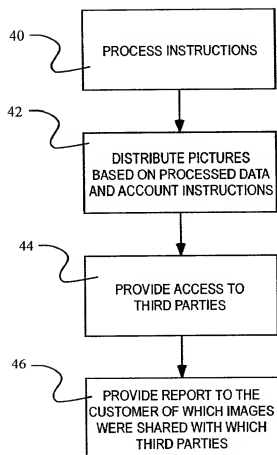 40
PROCESS INSTRUCTIONS
42
DISTRIBUTE PICTURES
BASED ON PROCESSED DATA
AND ACCOUNT INSTRUCTIONS
44
PROVIDE ACCESS TO
THIRD PARTIES
46
PROVIDE REPORT TO THE
CUSTOMER OF WHICH IMAGES
WERE SHARED WITH WHICH
THIRD PARTIES